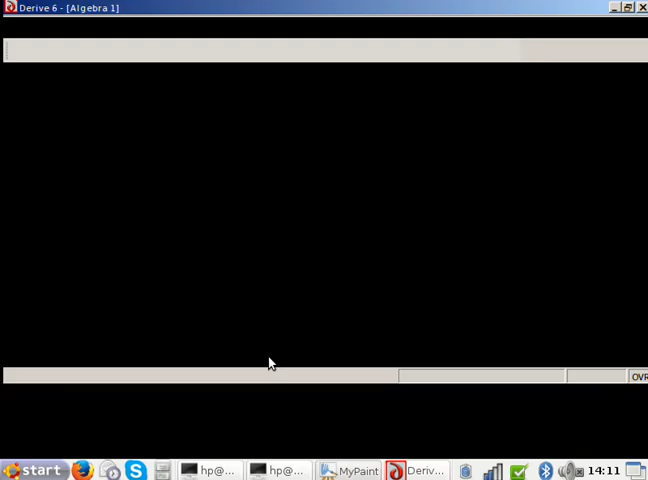 Derive 6 - [Algebra 1]
OVR
start
hp@...
hp@...
MyPaint
Deriv...
14:11